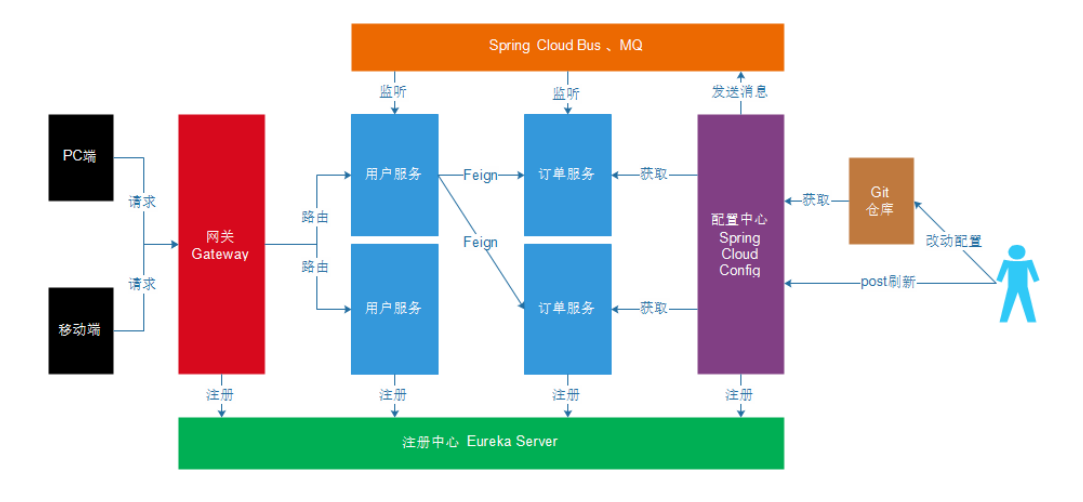 Spring Cloud Bus 、MQ
监听
监听
发送消息
PC端
请求
请求
移动端
网关
Gateway
路由
路由
用户服务
用户服务
Feign
Feign
订单服务
订单服务
获取
获取
配置中心
Spring
Cloud
Config
获取
Git
仓库
改动配置
post刷新
注册
注册
注册
注册
注册中心 Eureka Server